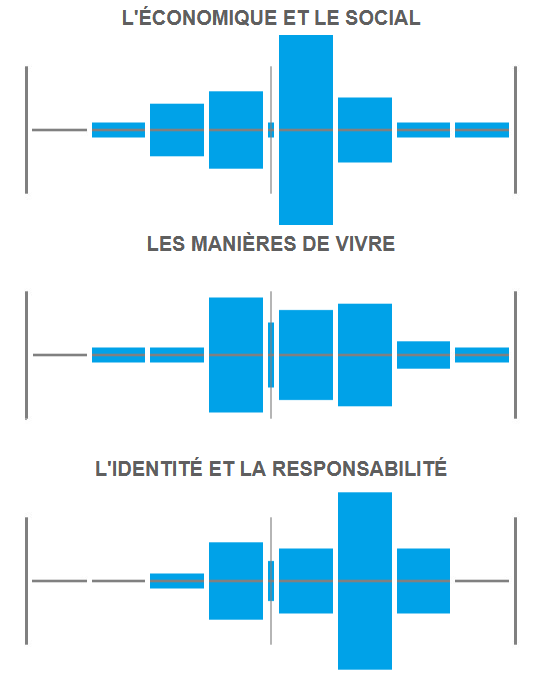 L'ÉCONOMIQUE ET LE SOCIAL
LES MANIÈRES DE VIVRE
L'IDENTITÉ ET LA RESPONSABILITÉ